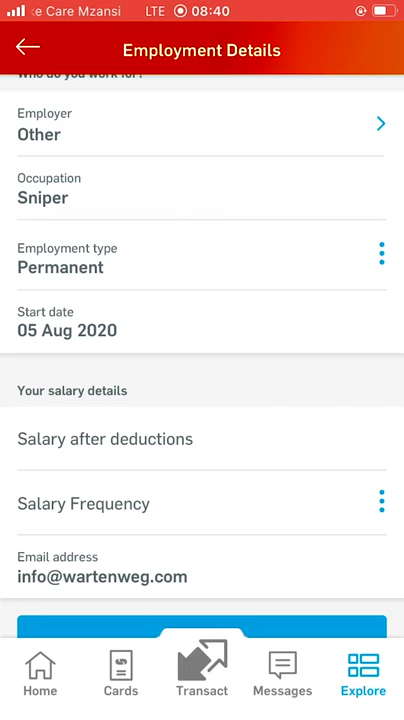 Care Mzansi LTE 08:40
Employment Details
Who do you work for?
Employer
Other
Occupation
Sniper
Employment type
Permanent
Start date
05 Aug 2020
Your salary details
Salary after deductions
Salary Frequency
Email address
info@wartenweg.com
Home Cards Transact Messages Explore